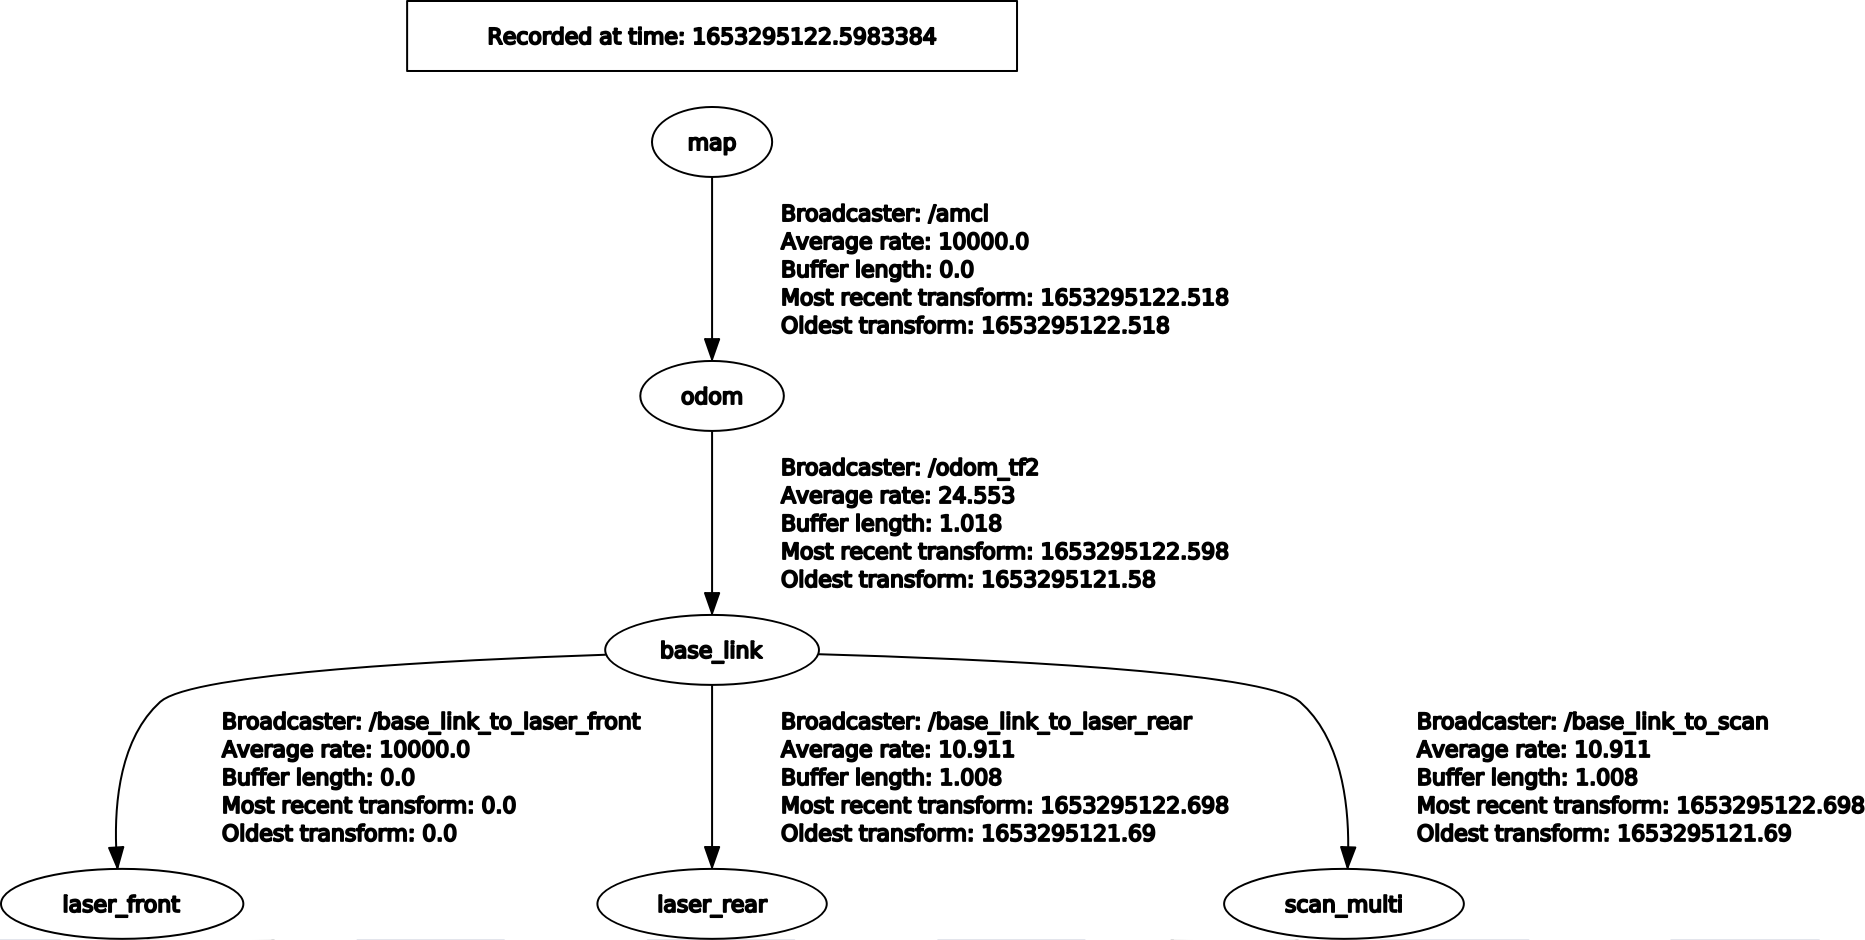 Recorded at time: 1653295122.5983384
map
Broadcaster: /amcl
Average rate: 10000.0
Buffer length: 0.0
Most recent transform: 1653295122.518
Oldest transform: 1653295122.518
odom
Broadcaster: /odom_tf2
Average rate: 24.553
Buffer length: 1.018
Most recent transform: 1653295122.598
Oldest transform: 1653295121.58
base_link
Broadcaster: /base_link_to_laser_front
Average rate: 10000.0
Buffer length: 0.0
Most recent transform: 0.0
Oldest transform: 0.0
Broadcaster: /base_link_to_laser_rear
Average rate: 10.911
Buffer length: 1.008
Most recent transform: 1653295122.698
Oldest transform: 1653295121.69
Broadcaster: /base_link_to_scan
Average rate: 10.911
Buffer length: 1.008
Most recent transform: 1653295122.698
Oldest transform: 1653295121.69
laser_front
laser_rear
scan_multi